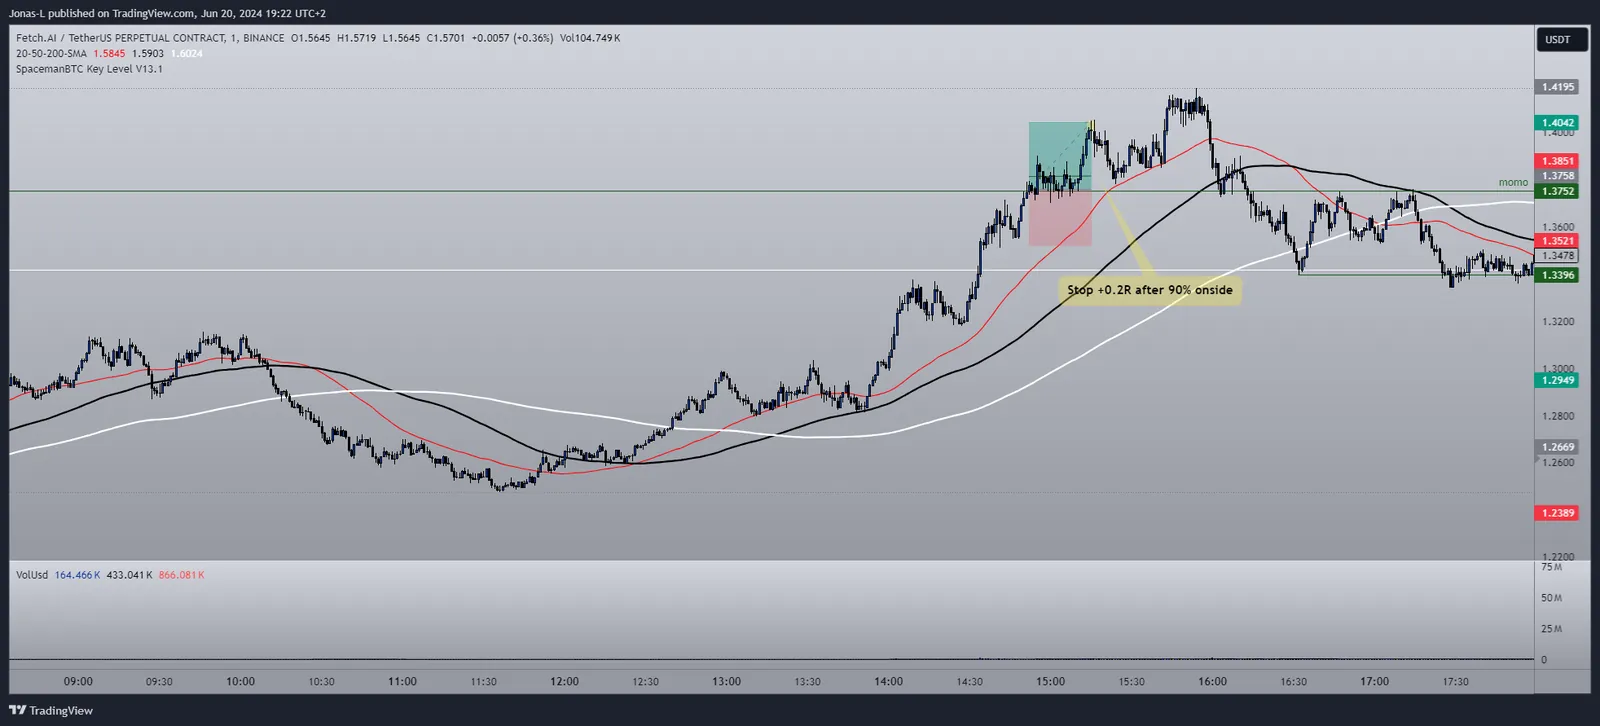 Jonas-L published on TradingView.com, Jun 20, 2024 19:22 UTC+2
Fetch.AI / TetherUS PERPETUAL CONTRACT, 1, BINANCE O1.5645 H1.5719 L1.5645 C1.5701 +0.0057 (+0.36%) Vol104.749K
USDT
20-50-200-SMA 1.5845 1.5903 1.6024
SpacemanBTC Key Level V13.1
1.4195
1.4042
1.4000
1.3851
1.3758
momo
1.3752
1.3600
1.3521
1.3478
1.3396
Stop +0.2R after 90% onside
1.3200
1.3000
1.2949
1.2800
1.2669
1.2600
1.2389
1.2200
VolUsd 164.466K 433.041K 866.081K
75M
50M
25M
0
09:00 09:30 10:00 10:30 11:00 11:30 12:00 12:30 13:00 13:30 14:00 14:30 15:00 15:30 16:00 16:30 17:00 17:30
TradingView